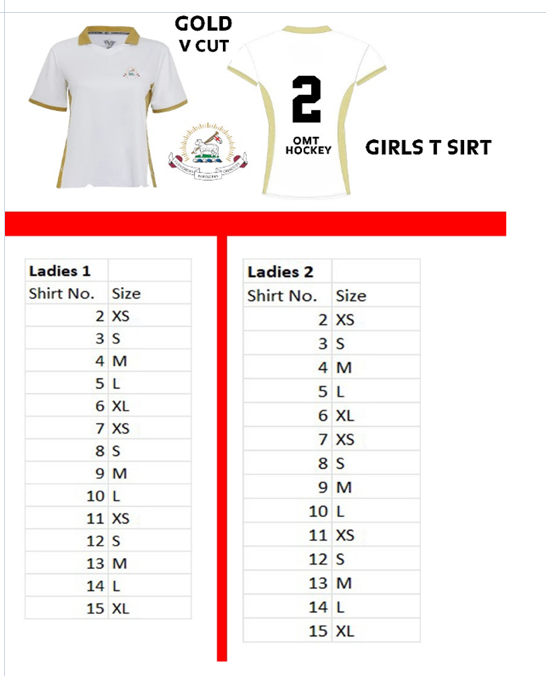 GOLD
V CUT
2
OMT
HOCKEY
GIRLS T SIRT
Ladies 1
Shirt No. Size
2 XS
3 S
4 M
5 L
6 XL
7 XS
8 S
9 M
10 L
11 XS
12 S
13 M
14 L
15 XL
Ladies 2
Shirt No. Size
2 XS
3 S
4 M
5 L
6 XL
7 XS
8 S
9 M
10 L
11 XS
12 S
13 M
14 L
15 XL